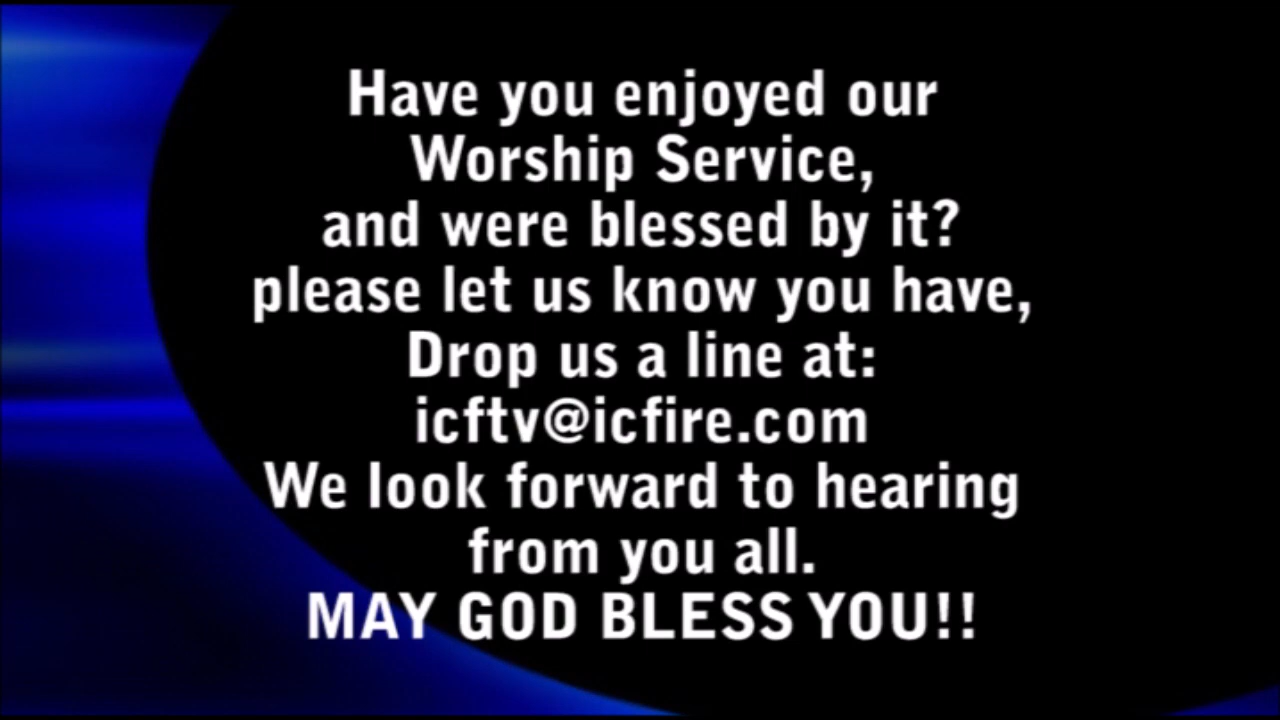 Have you enjoyed our
Worship Service,
and were blessed by it?
please let us know you have,
Drop us a line at:
icftv@icfire.com
We look forward to hearing
from you all.
MAY GOD BLESS YOU!!